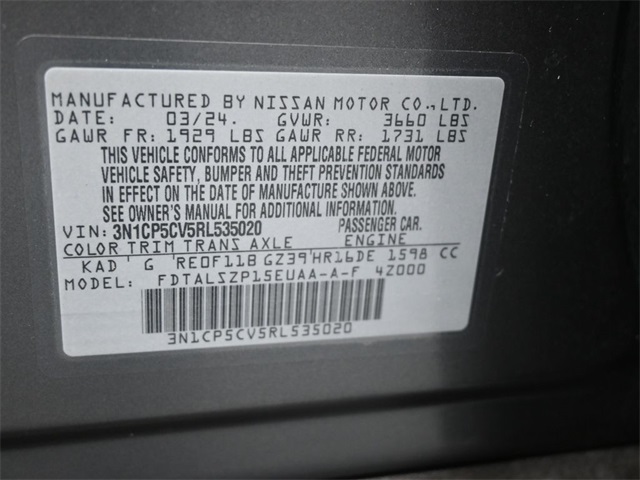 MANUFACTURED BY NISSAN MOTOR CO.,LTD.
DATE: 03/24. GVWR: 3660 LBS
GAWR FR: 1929 LBS GAWR RR: 1731 LBS
THIS VEHICLE CONFORMS TO ALL APPLICABLE FEDERAL MOTOR
VEHICLE SAFETY, BUMPER AND THEFT PREVENTION STANDARDS
IN EFFECT ON THE DATE OF MANUFACTURE SHOWN ABOVE.
SEE OWNER'S MANUAL FOR ADDITIONAL INFORMATION.
VIN: 3N1CP5CV5RL535020 PASSENGER CAR.
COLOR TRIM TRANS AXLE ENGINE
KAD G RE0F11B GZ39 HR16DE 1598 CC
MODEL: FDTALSZP15EUAA-A-F 4Z000
3N1CP5CV5RL535020